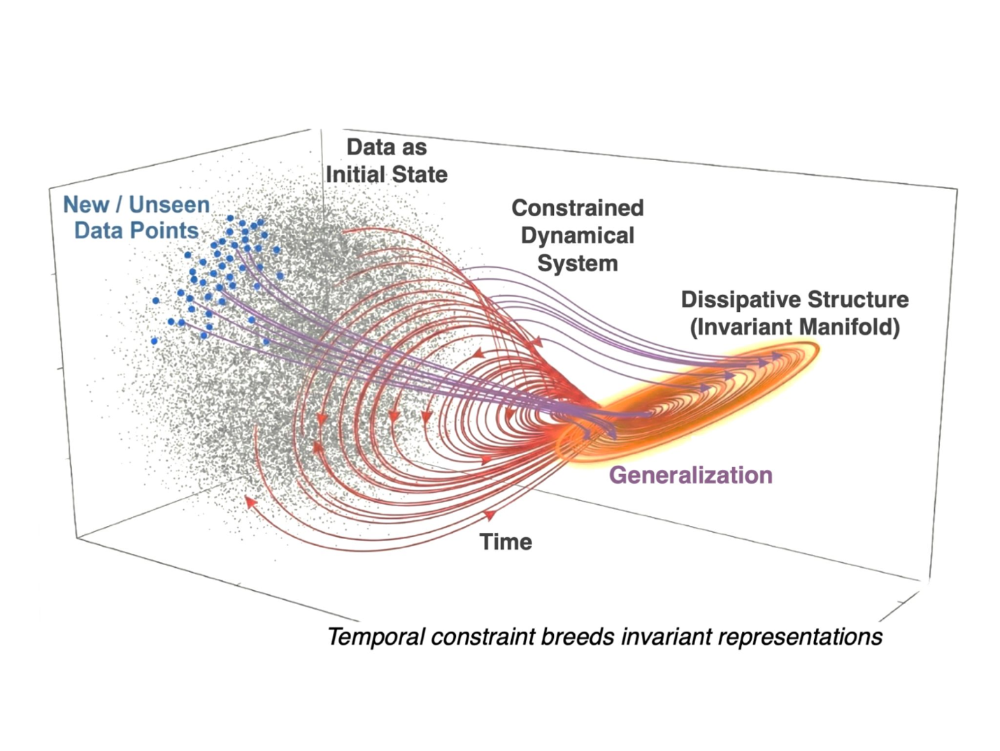 Data as
Initial State
New / Unseen
Data Points
Constrained
Dynamical
System
Dissipative Structure
(Invariant Manifold)
Generalization
Time
Temporal constraint breeds invariant representations